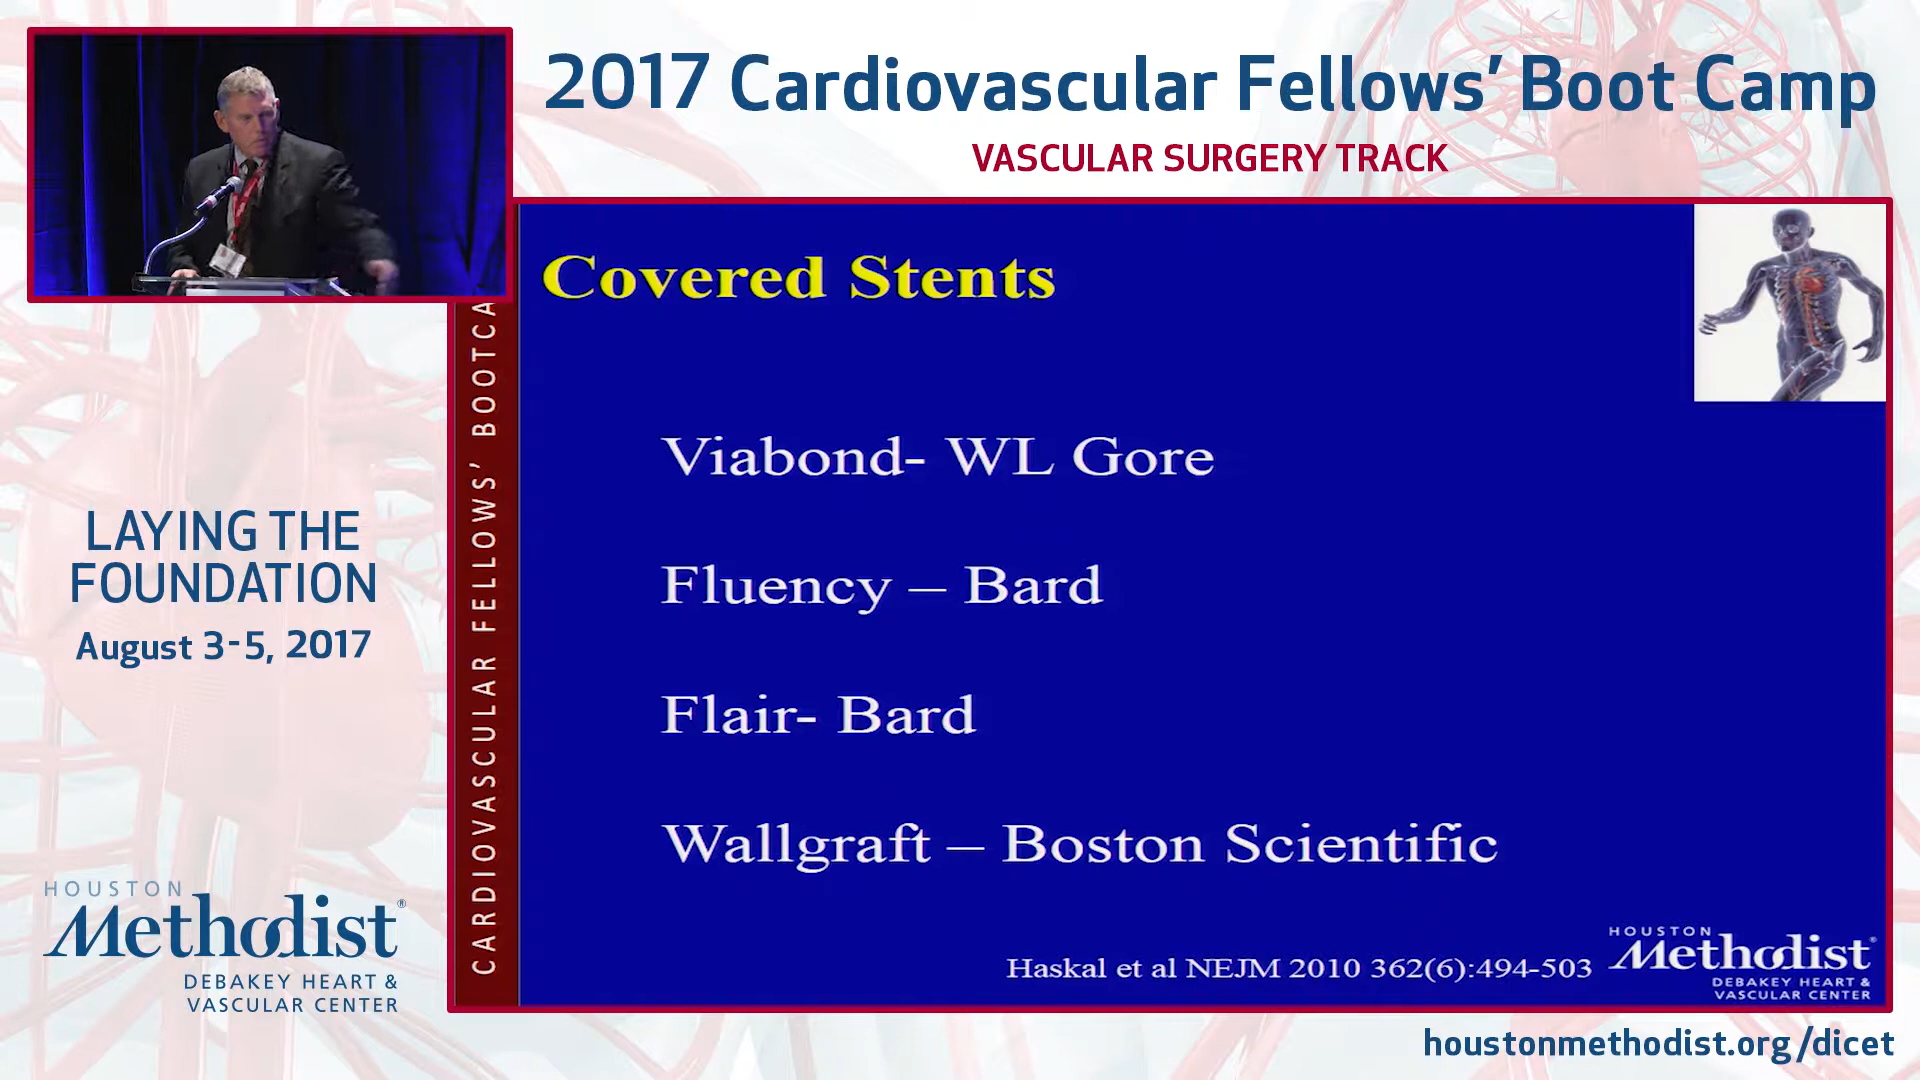 2017 Cardiovascular Fellows’ Boot Camp
VASCULAR SURGERY TRACK
Covered Stents
Viabond- WL Gore
Fluency – Bard
Flair- Bard
Wallgraft – Boston Scientific
Haskal et al NEJM 2010 362(6):494-503
HOUSTON
Methodist®
DEBAKEY HEART &
VASCULAR CENTER
CARDIOVASCULAR FELLOWS’ BOOTCA
LAYING THE
FOUNDATION
August 3-5, 2017
HOUSTON
Methodist®
DEBAKEY HEART &
VASCULAR CENTER
houstonmethodist.org/dicet